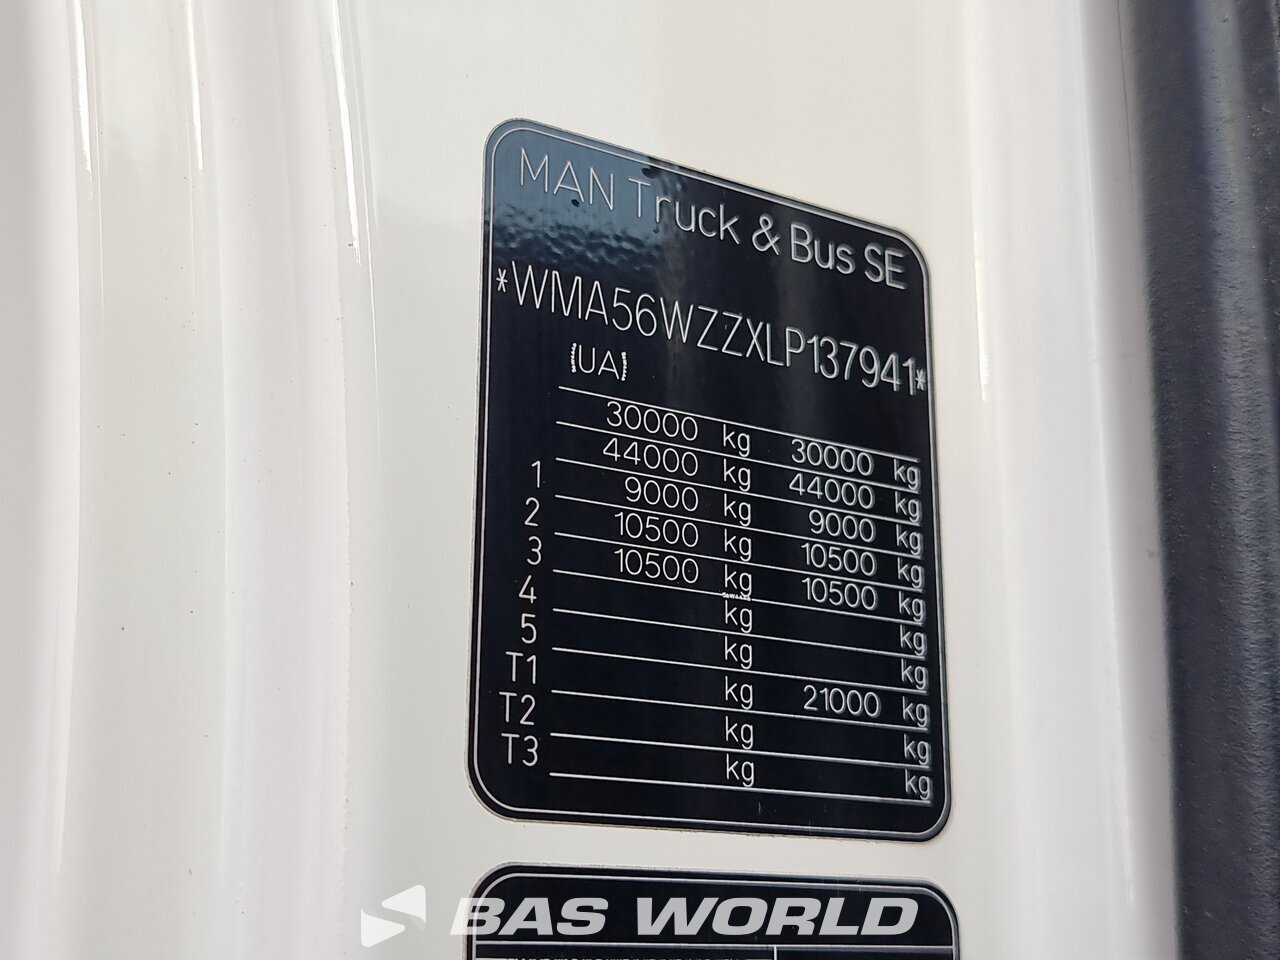 MAN Truck & Bus SE
*WMA56WZZXLP137941*
(UA)
30000 kg 30000 kg
44000 kg 44000 kg
1 9000 kg 9000 kg
2 10500 kg 10500 kg
3 10500 kg 10500 kg
4 kg kg
5 kg kg
T1 kg 21000 kg
T2 kg kg
T3 kg kg
BAS WORLD